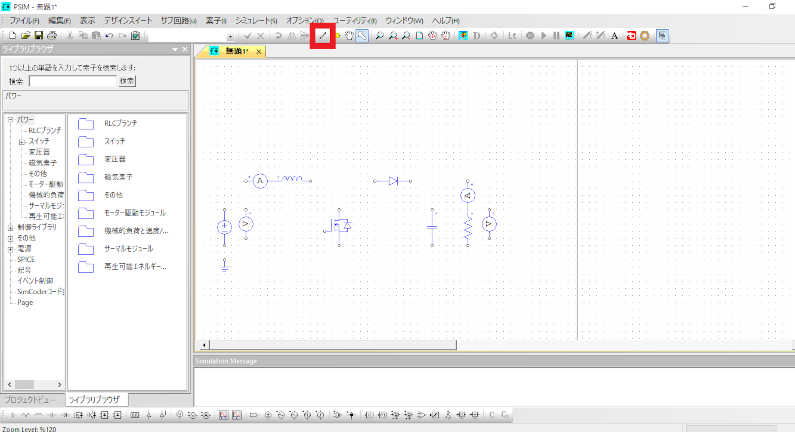 PSIM - 無題1*
ファイル(F) 編集(E) 表示 デザインスイート サブ回路(u) 素子(l) シミュレート(S) オプション(O) ユーティリティ(t) ウィンドウ(W) ヘルプ(H)
ライブラリブラウザ
無題1*
1つ以上の単語を入力して素子を検索します:
検索:
検索
パワー
パワー
RLCブランチ
スイッチ
変圧器
磁気素子
その他
モーター駆動
機械的負荷
サーマルモジ
再生可能エネ
制御ライブラリ
その他
電源
SPICE
記号
イベント制御
SimCoderコード
Page
RLCブランチ
スイッチ
変圧器
磁気素子
その他
モーター駆動モジュール
機械的負荷と速度/...
サーマルモジュール
再生可能エネルギー...
A
V
A
V
プロジェクトビュー
ライブラリブラウザ
Simulation Message
Zoom Level: %120